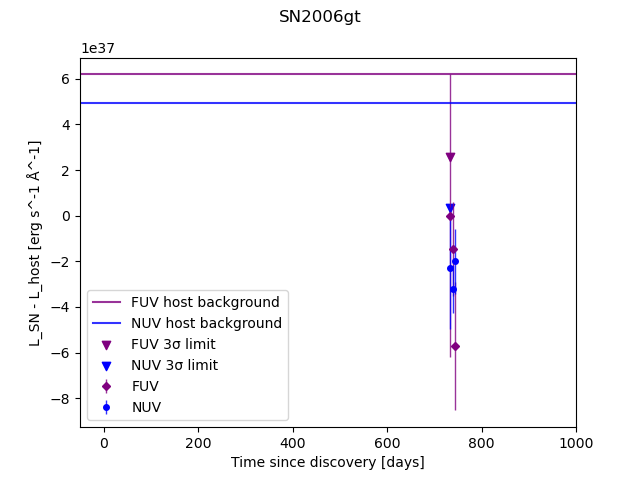 SN2006gt
1e37
6
4
2
0
−2
−4
−6
−8
L_SN - L_host [erg s^-1 Å^-1]
FUV host background
NUV host background
FUV 3σ limit
NUV 3σ limit
FUV
NUV
0 200 400 600 800 1000
Time since discovery [days]